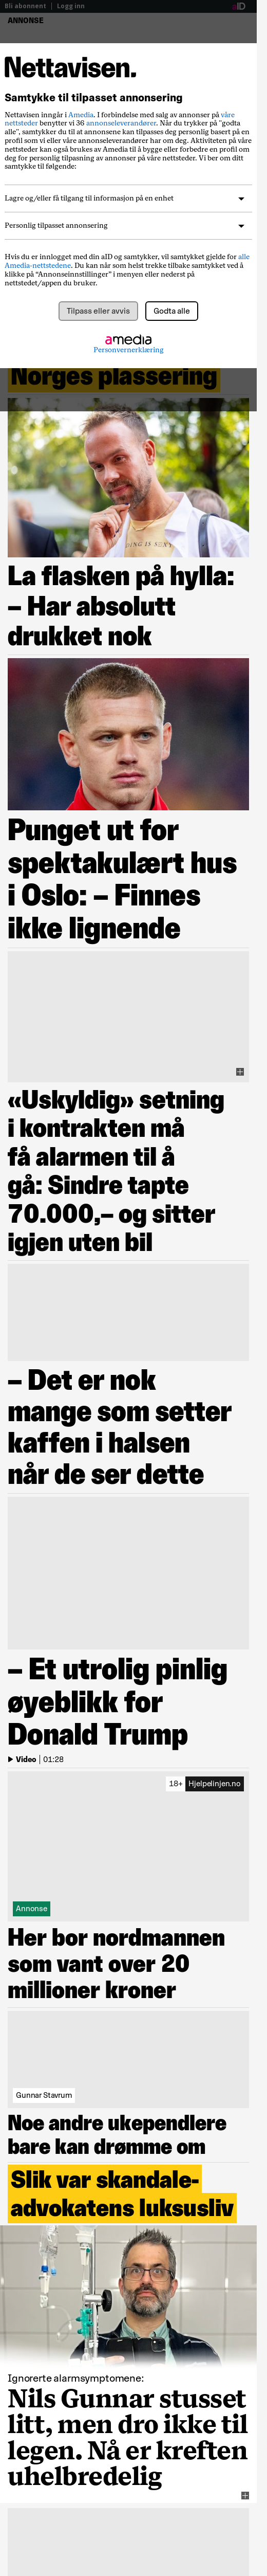 Bli abonnent | Logg inn
ANNONSE
Nettavisen.
Samtykke til tilpasset annonsering
Nettavisen inngår i Amedia. I forbindelse med salg av annonser på våre
nettsteder benytter vi 36 annonseleverandører. Når du trykker på "godta
alle", samtykker du til at annonsene kan tilpasses deg personlig basert på en
profil som vi eller våre annonseleverandører har om deg. Aktiviteten på våre
nettsteder kan også brukes av Amedia til å bygge eller forbedre en profil om
deg for personlig tilpasning av annonser på våre nettsteder. Vi ber om ditt
samtykke til følgende:
Lagre og/eller få tilgang til informasjon på en enhet
Personlig tilpasset annonsering
Hvis du er innlogget med din aID og samtykker, vil samtykket gjelde for alle
Amedia-nettstedene. Du kan når som helst trekke tilbake samtykket ved å
klikke på “Annonseinnstillinger” i menyen eller nederst på
nettstedet/appen du bruker.
Tilpass eller avvis
Godta alle
amedia
Personvernerklæring
Norges plassering
La flasken på hylla:
– Har absolutt
drukket nok
Punget ut for
spektakulært hus
i Oslo: – Finnes
ikke lignende
«Uskyldig» setning
i kontrakten må
få alarmen til å
gå: Sindre tapte
70.000,– og sitter
igjen uten bil
– Det er nok
mange som setter
kaffen i halsen
når de ser dette
– Et utrolig pinlig
øyeblikk for
Donald Trump
Video | 01:28
18+ Hjelpelinjen.no
Annonse
Her bor nordmannen
som vant over 20
millioner kroner
Gunnar Stavrum
Noe andre ukependlere
bare kan drømme om
Slik var skandale-
advokatens luksusliv
Ignorerte alarmsymptomene:
Nils Gunnar stusset
litt, men dro ikke til
legen. Nå er kreften
uhelbredelig